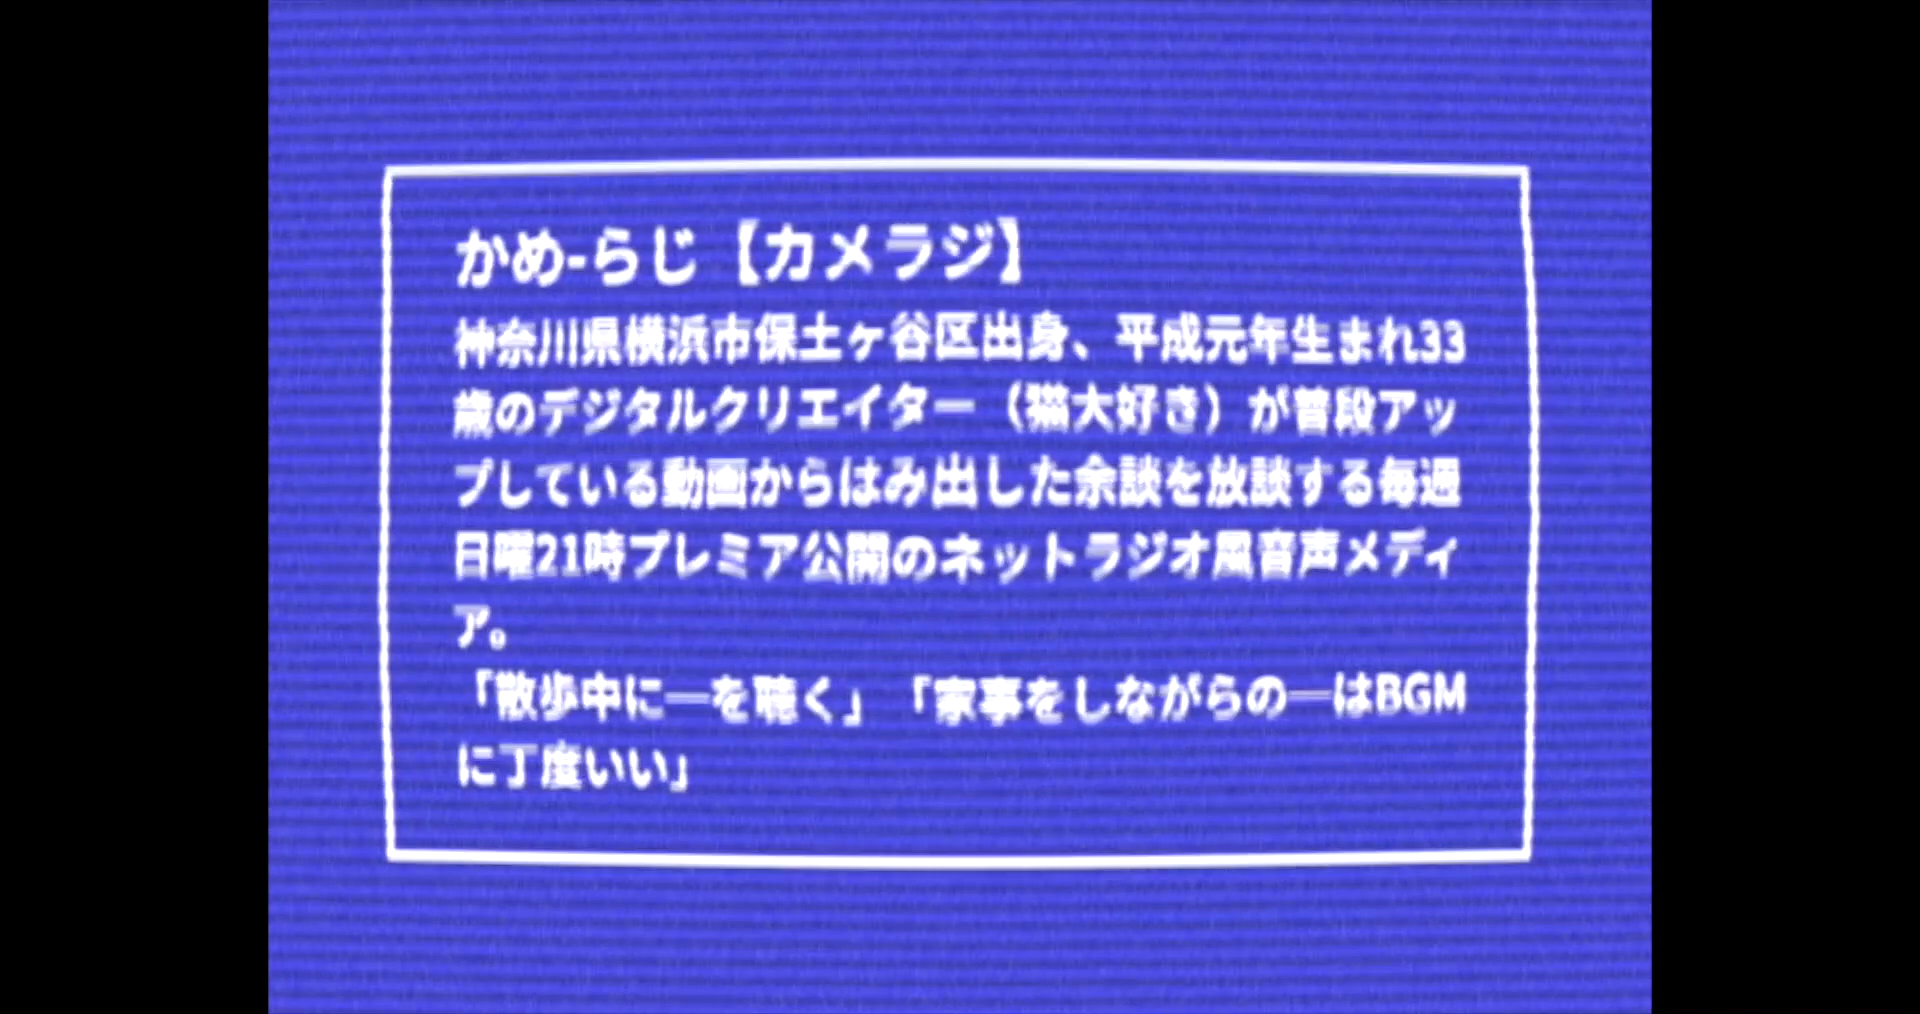 かめ-らじ【カメラジ】
神奈川県横浜市保土ヶ谷区出身、平成元年生まれ33
歳のデジタルクリエイター（猫大好き）が普段アッ
プしている動画からはみ出した余談を放談する毎週
日曜21時プレミア公開のネットラジオ風音声メディ
ア。
「散歩中に―を聴く」「家事をしながらの―はBGM
に丁度いい」